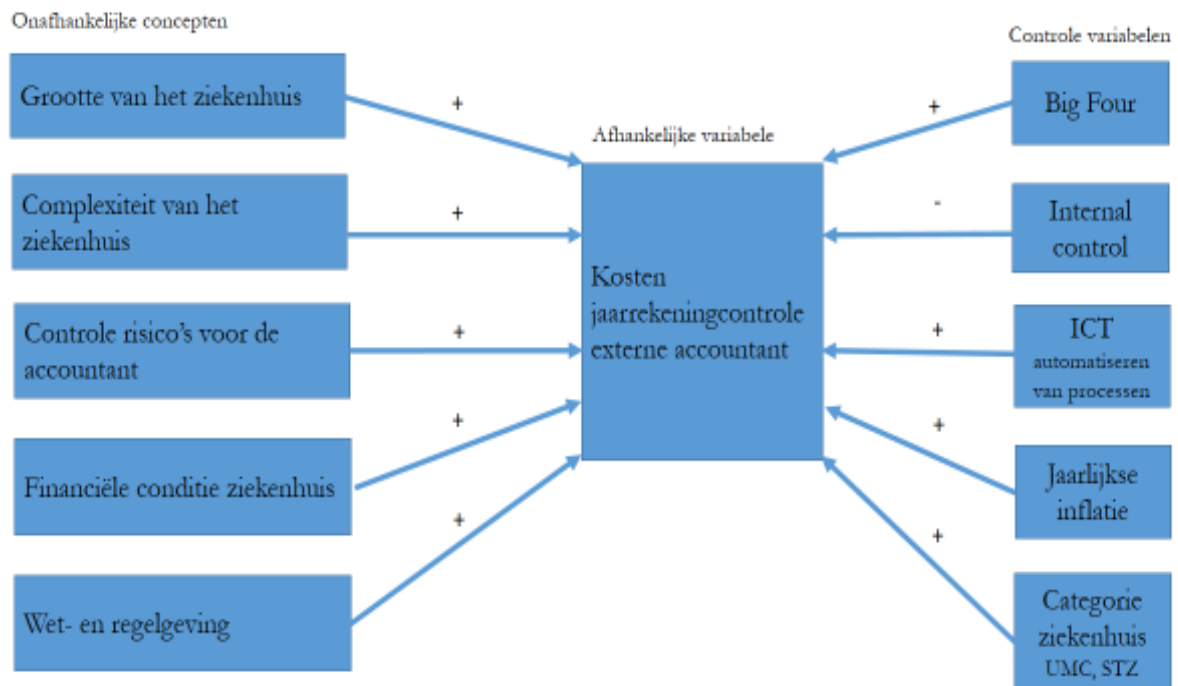 Onafhankelijke concepten
Grootte van het ziekenhuis
+
Complexiteit van het
ziekenhuis
+
Controle risico's voor de
accountant
+
Financiële conditie ziekenhuis
+
Wet- en regelgeving
+
Afhankelijke variabele
Kosten
jaarrekeningcontrole
externe accountant
Controle variabelen
+
Big Four
-
Internal
control
+
ICT
automatiseren
van processen
+
Jaarlijkse
inflatie
+
Categorie
ziekenhuis
UMC, STZ